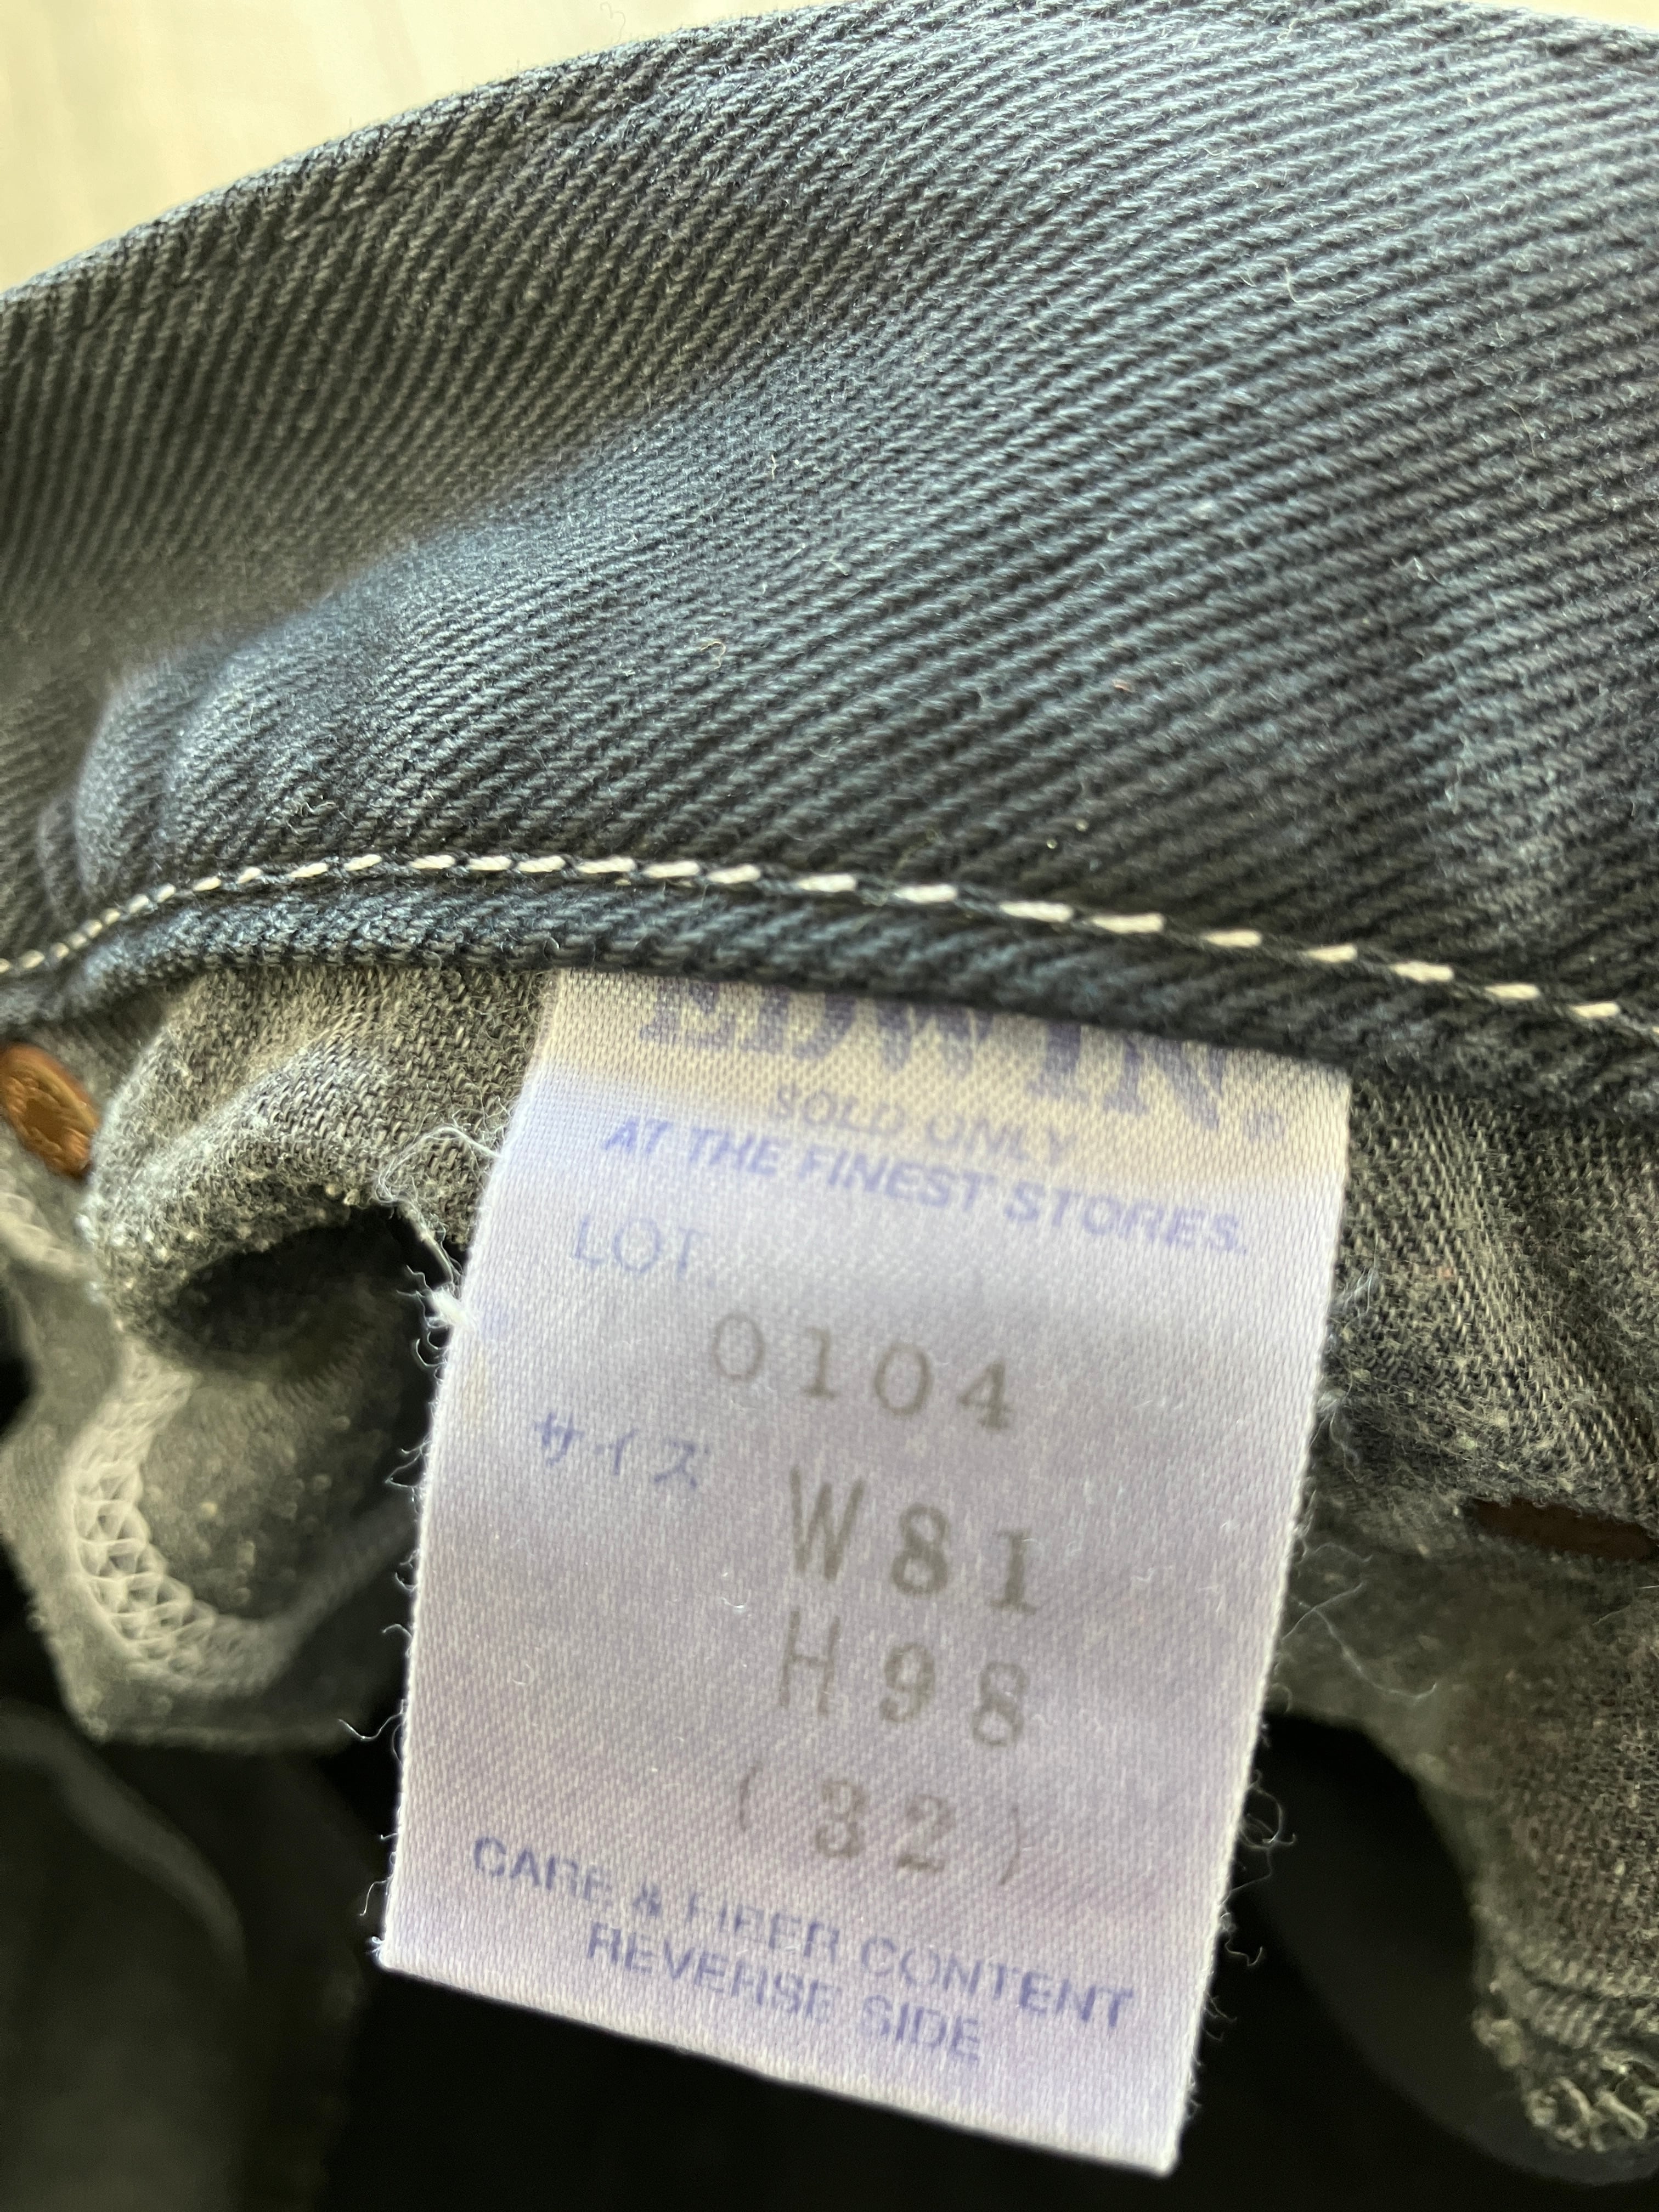 EDWIN®
SOLD ONLY
AT THE FINEST STORES.
LOT.
0104
サイズ W81
H98
(32)
CARE & FIBER CONTENT
REVERSE SIDE